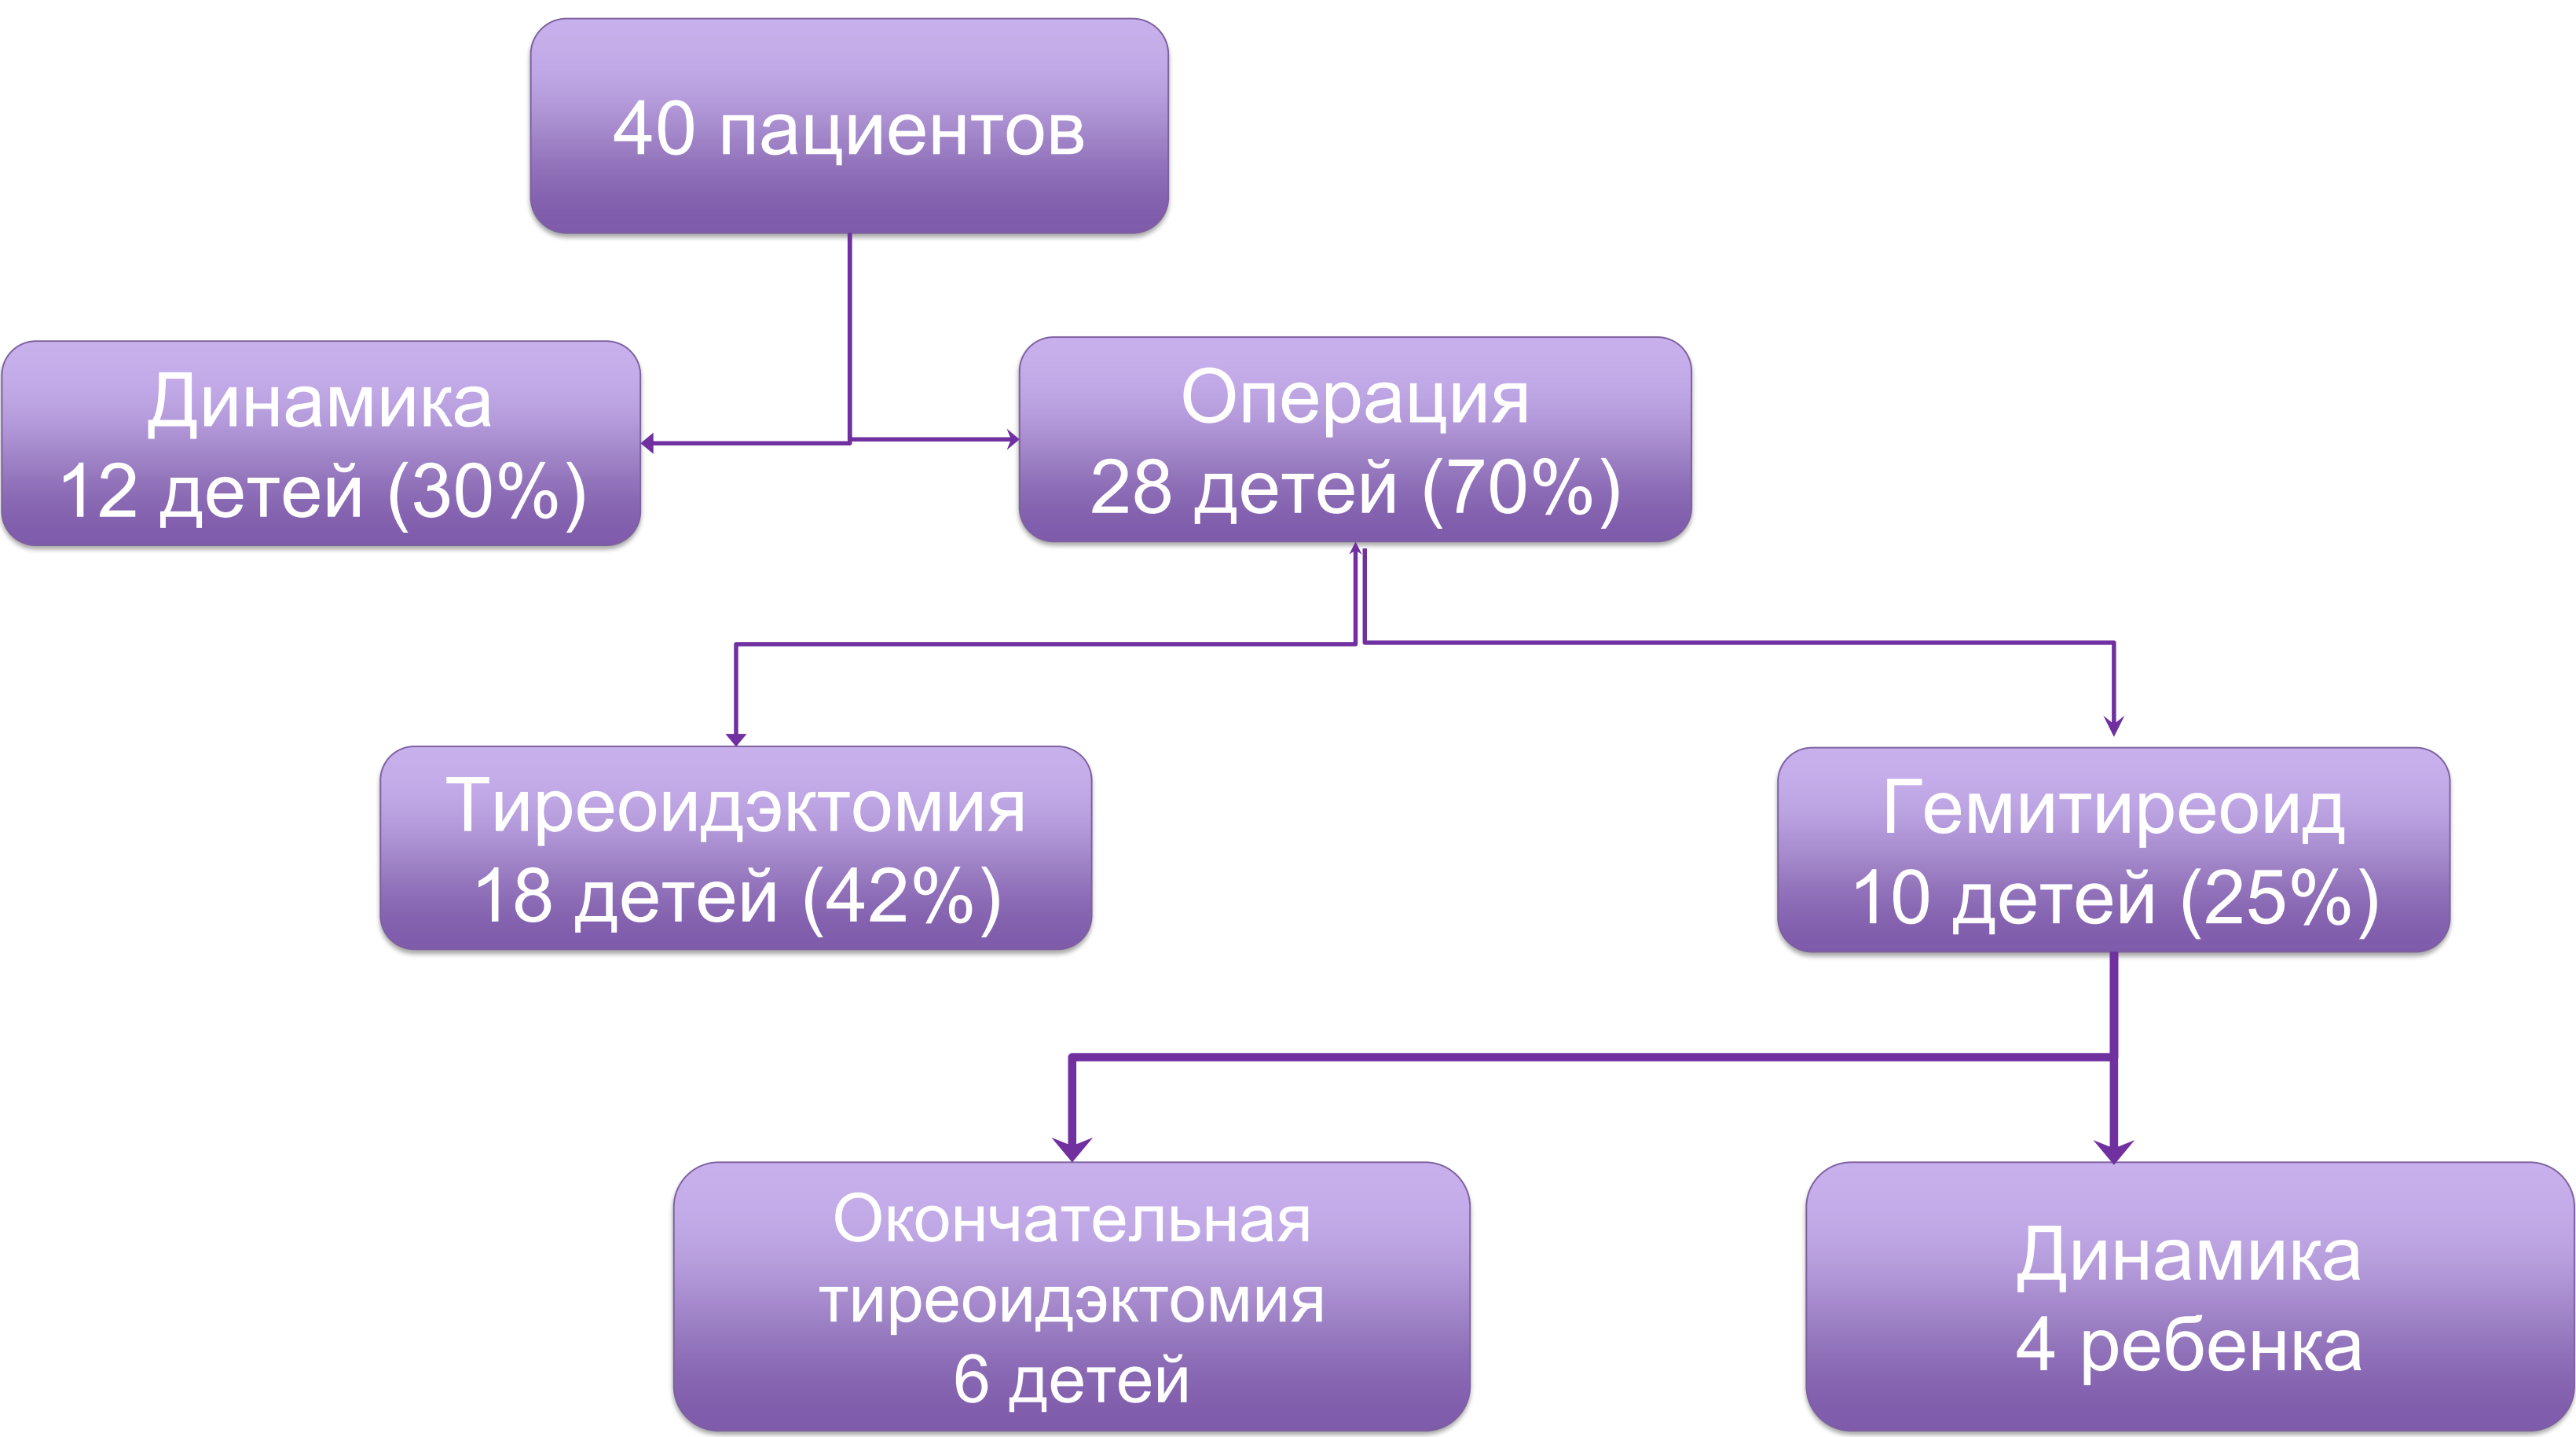 40 пациентов
Динамика
12 детей (30%)
Операция
28 детей (70%)
Тиреоидэктомия
18 детей (42%)
Гемитиреоид
10 детей (25%)
Окончательная
тиреоидэктомия
6 детей
Динамика
4 ребенка